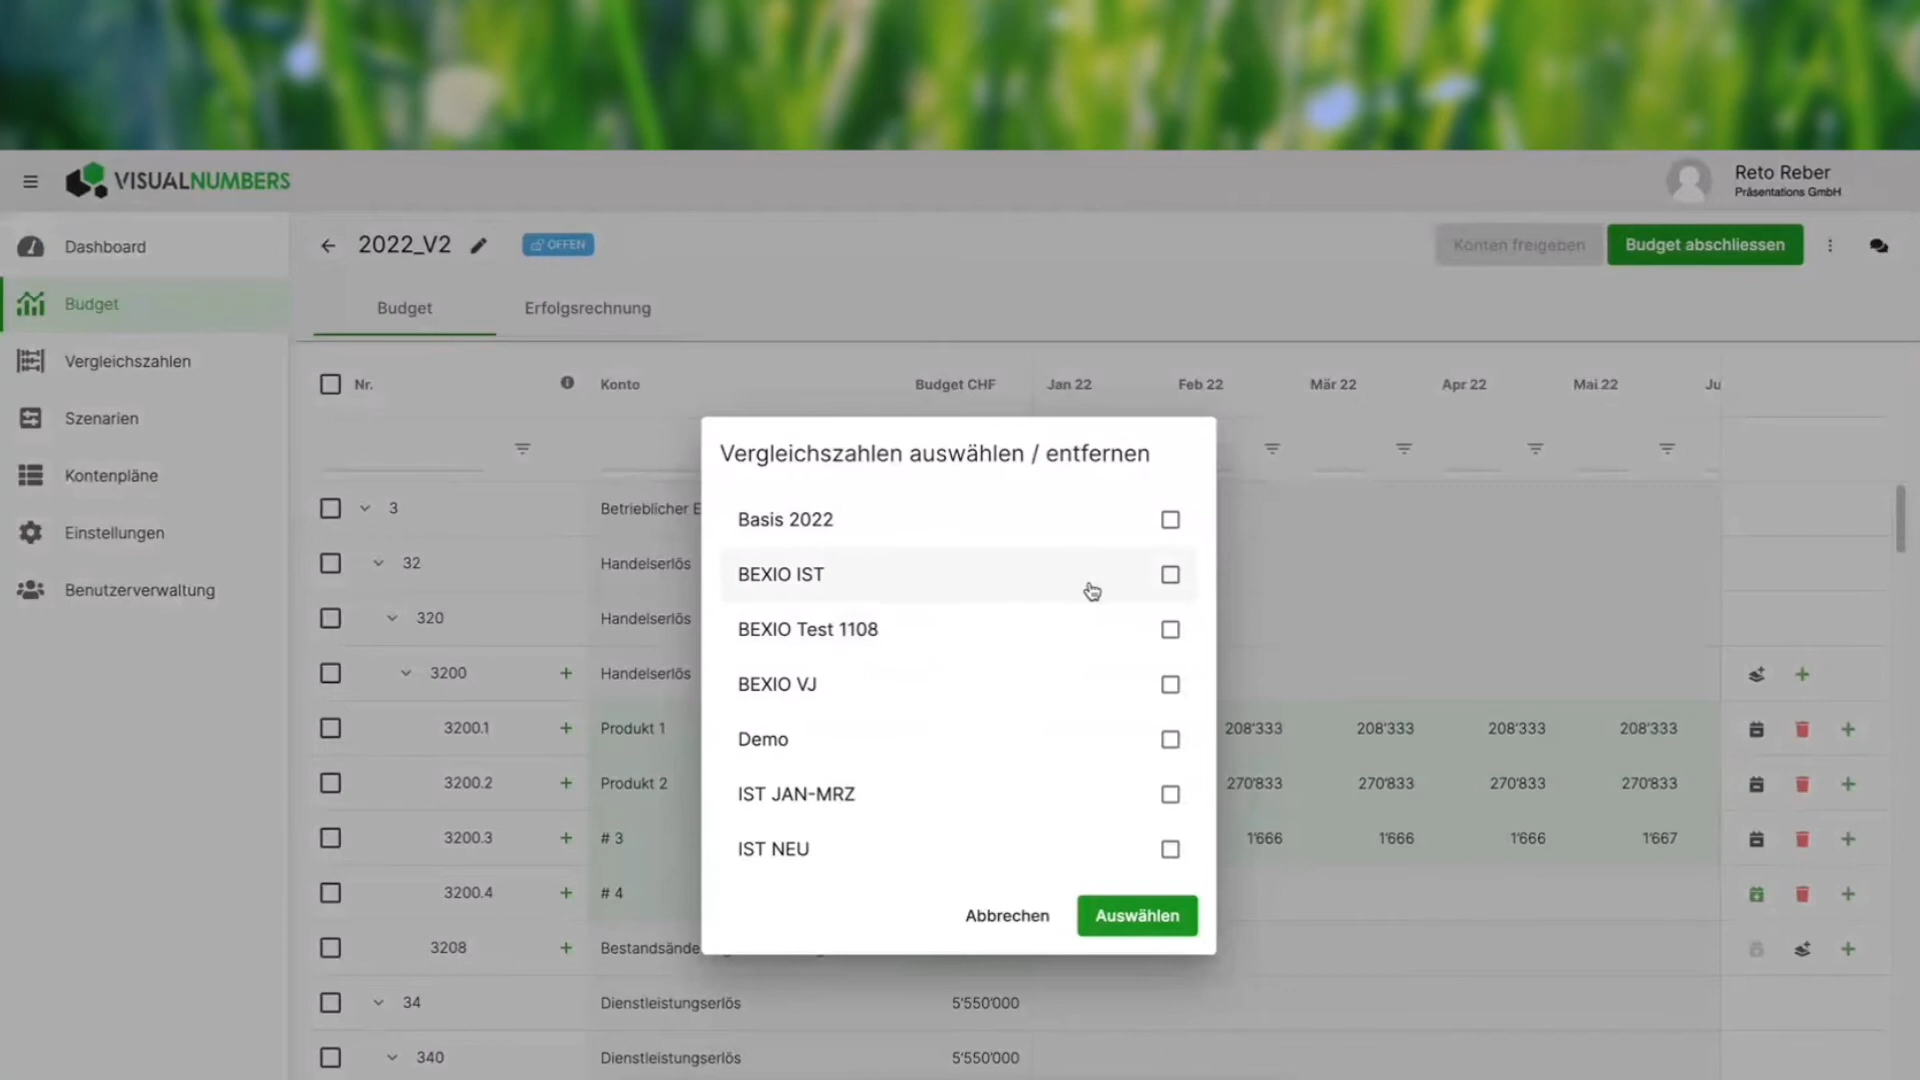 VISUALNUMBERS
Reto Reber
Präsentations GmbH
Dashboard
Budget
Vergleichszahlen
Szenarien
Kontenpläne
Einstellungen
Benutzerverwaltung
2022_V2
OFFEN
Konten freigeben
Budget abschliessen
Budget
Erfolgsrechnung
Nr.
Konto
Budget CHF
Jan 22
Feb 22
Mär 22
Apr 22
Mai 22
Ju
3
Betrieblicher E
32
Handelserlös
320
Handelserlös
3200
Handelserlös
3200.1
Produkt 1
208'333
208'333
208'333
208'333
3200.2
Produkt 2
270'833
270'833
270'833
270'833
3200.3
# 3
1'666
1'666
1'666
1'667
3200.4
# 4
3208
Bestandsände
34
Dienstleistungserlös
5'550'000
340
Dienstleistungserlös
5'550'000
Vergleichszahlen auswählen / entfernen
Basis 2022
BEXIO IST
BEXIO Test 1108
BEXIO VJ
Demo
IST JAN-MRZ
IST NEU
Abbrechen
Auswählen